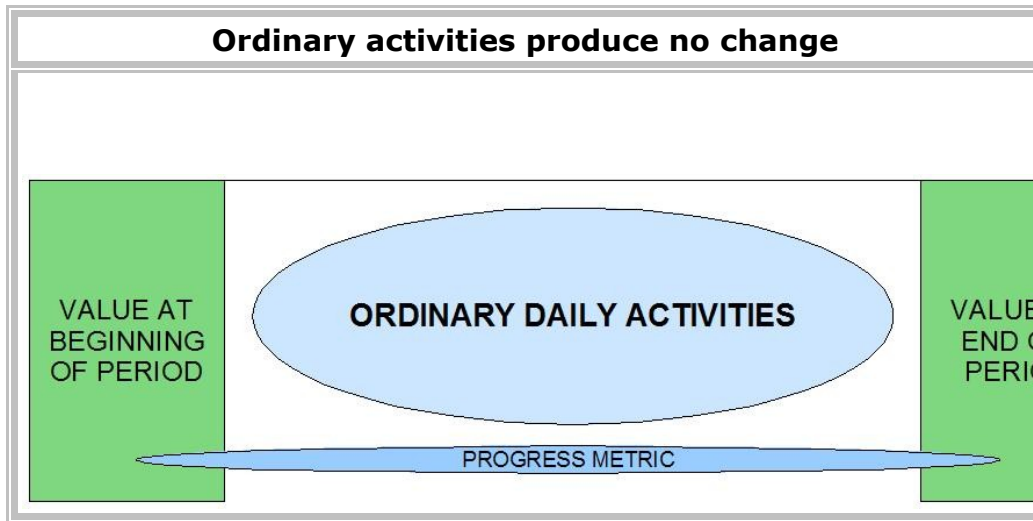 Ordinary activities produce no change
VALUE AT
BEGINNING
OF PERIOD
ORDINARY DAILY ACTIVITIES
VALUE
END
PROGRESS METRIC